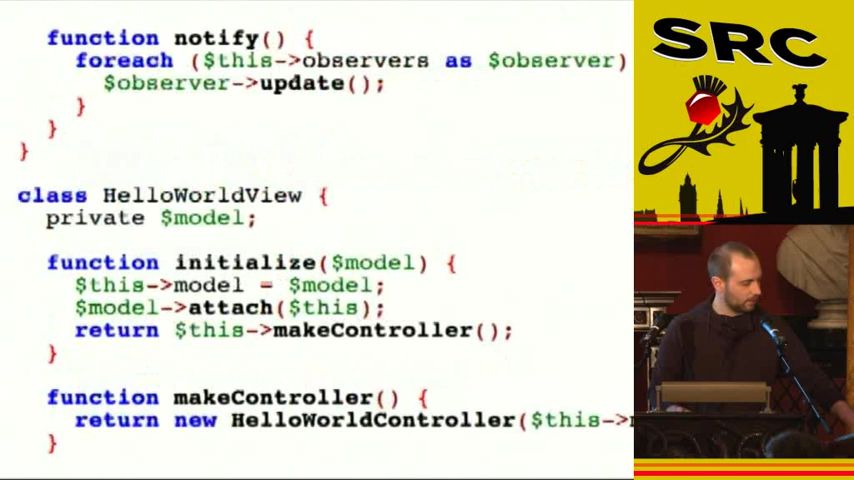 function notify() {
foreach ($this->observers as $observer)
$observer->update();
}
}
}
class HelloWorldView {
private $model;
function initialize($model) {
$this->model = $model;
$model->attach($this);
return $this->makeController();
}
function makeController() {
return new HelloWorldController($this->
}
SRC